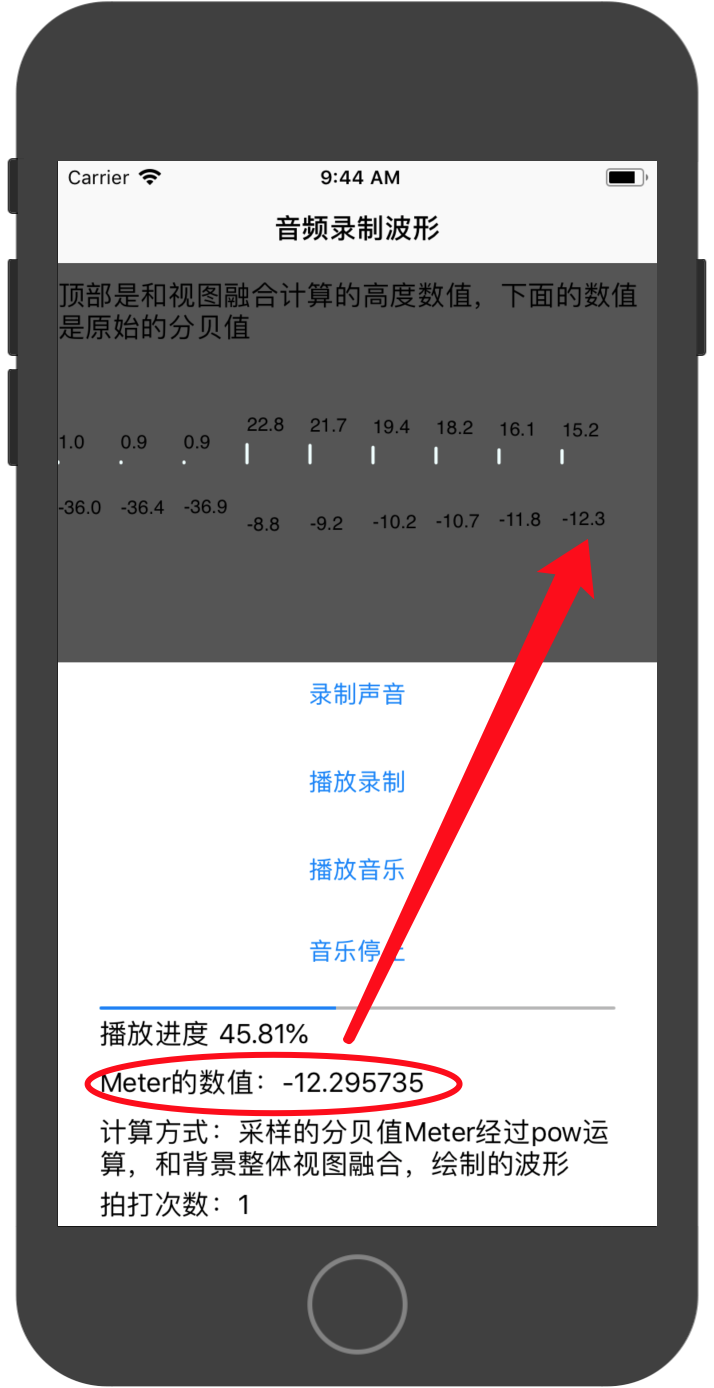 Carrier 9:44 AM
音频录制波形
顶部是和视图融合计算的高度数值，下面的数值
是原始的分贝值
1.0 0.9 0.9 22.8 21.7 19.4 18.2 16.1 15.2
-36.0 -36.4 -36.9 -8.8 -9.2 -10.2 -10.7 -11.8 -12.3
录制声音
播放录制
播放音乐
音乐停止
播放进度 45.81%
Meter的数值：-12.295735
计算方式：采样的分贝值Meter经过pow运
算，和背景整体视图融合，绘制的波形
拍打次数：1